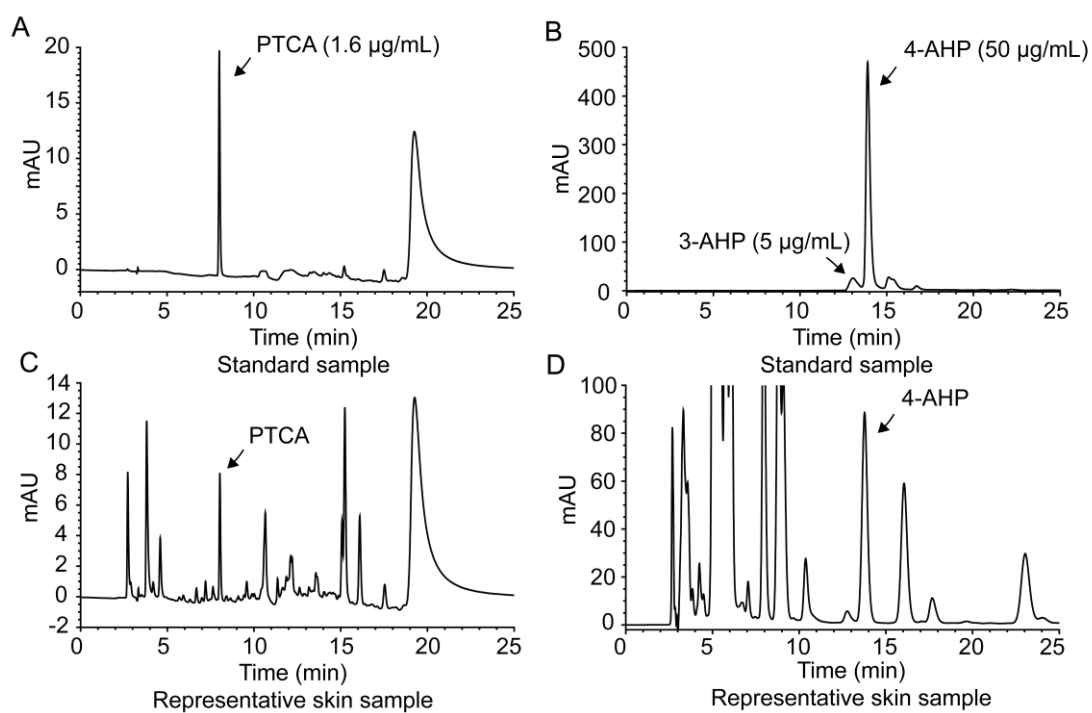 A
20
15
10
5
0
mAU
PTCA (1.6 µg/mL)
0 5 10 15 20 25
Time (min)
Standard sample
B
500
400
300
200
100
0
mAU
4-AHP (50 µg/mL)
3-AHP (5 µg/mL)
0 5 10 15 20 25
Time (min)
Standard sample
C
14
12
10
8
6
4
2
0
-2
mAU
PTCA
0 5 10 15 20 25
Time (min)
Representative skin sample
D
100
80
60
40
20
0
mAU
4-AHP
0 5 10 15 20 25
Time (min)
Representative skin sample